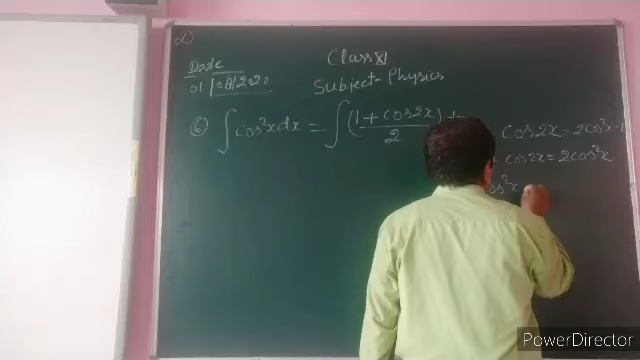 Date
Class XI
01/08/2020
Subject- Physics
⑥ ∫cos²x dx = ∫(1 + cos2x)
2
cos2x = 2cos²x-1
cos2x = 2cos²x
cos²x
PowerDirector